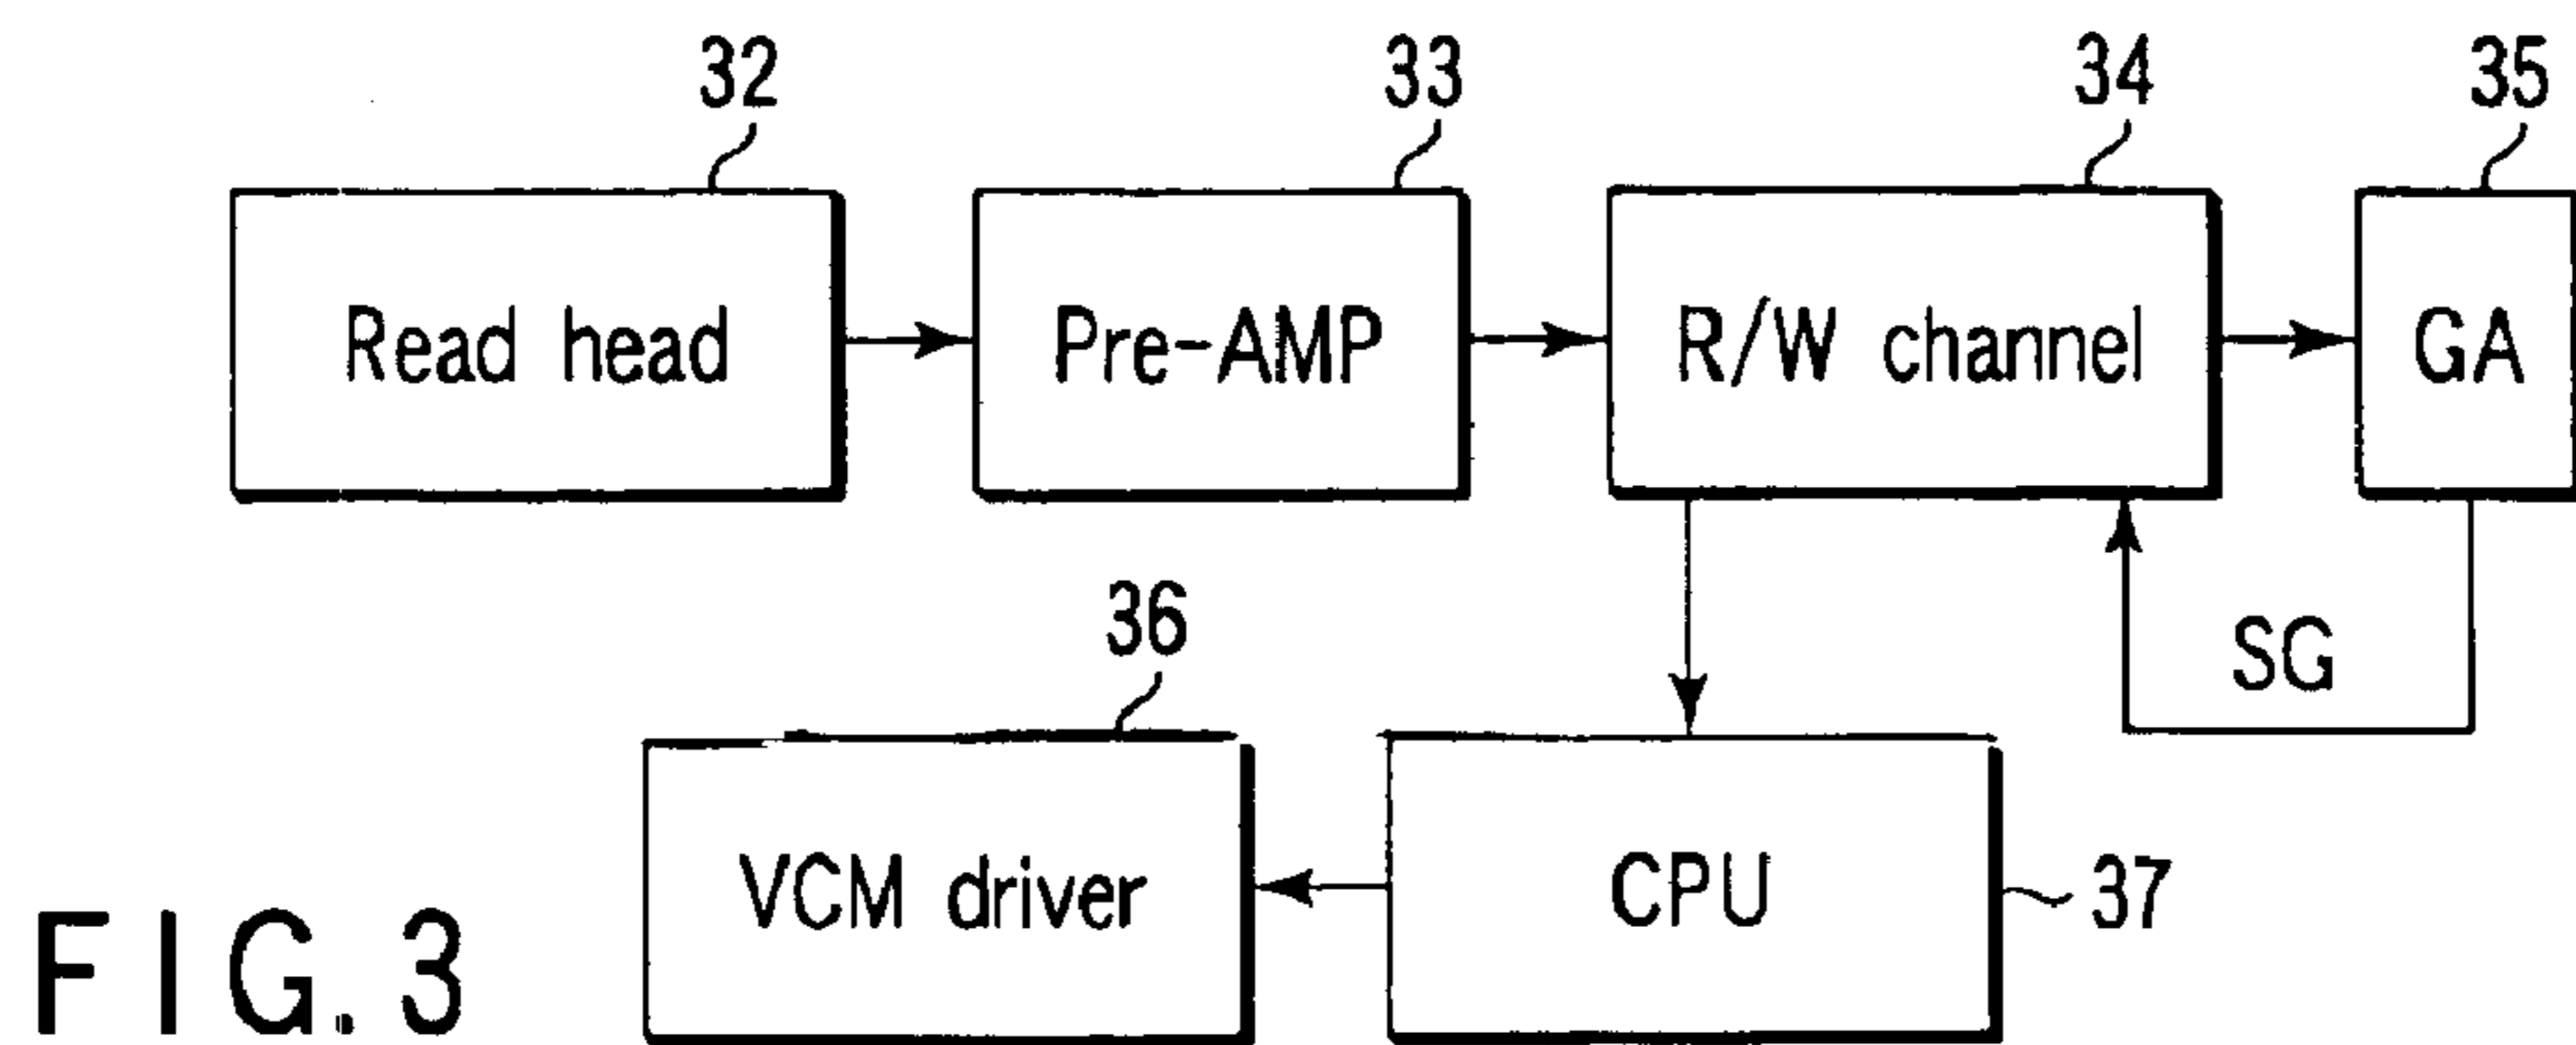 32
33
34
35
Read head
Pre-AMP
R/W channel
GA
36
SG
VCM driver
CPU
37
FIG. 3